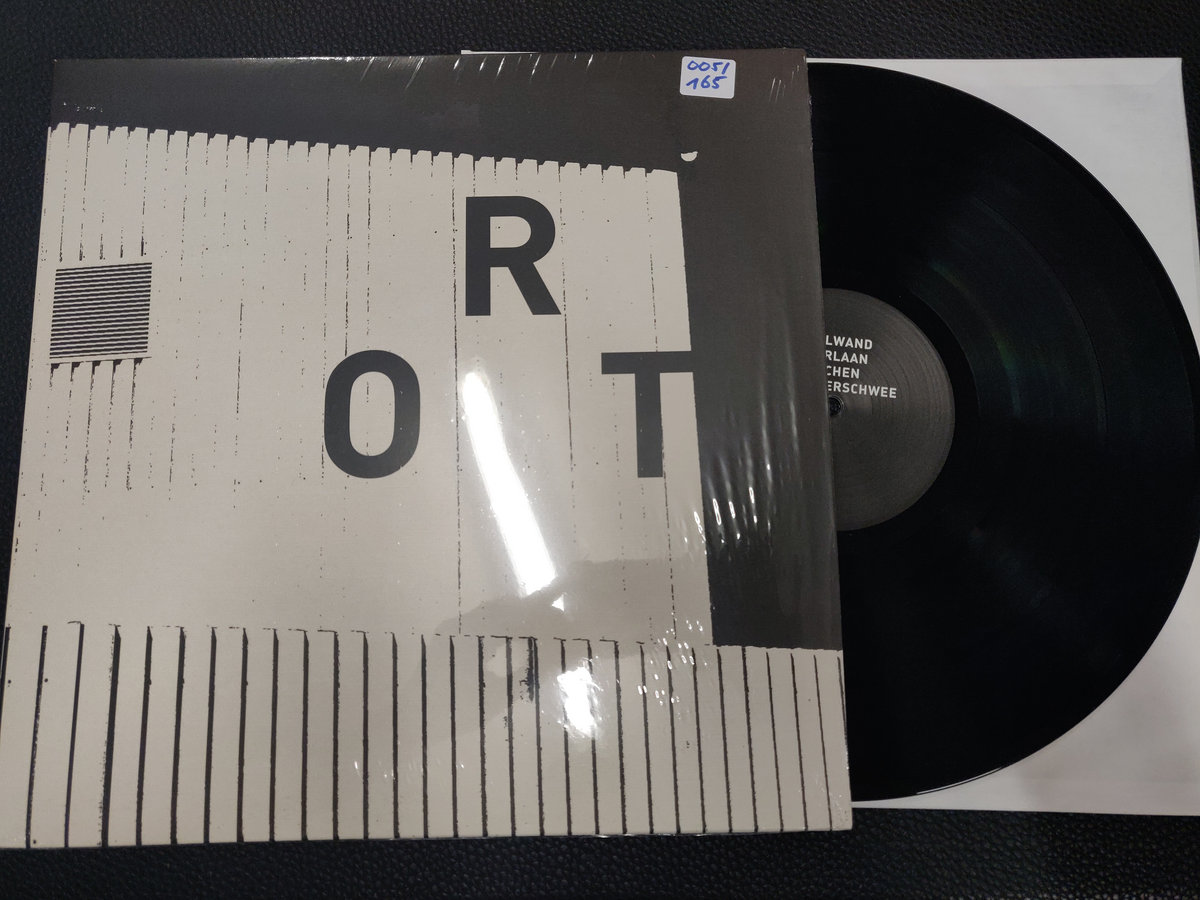 0051
165
R
O T
LWAND
RLAAN
CHEN
ERSCHWEE